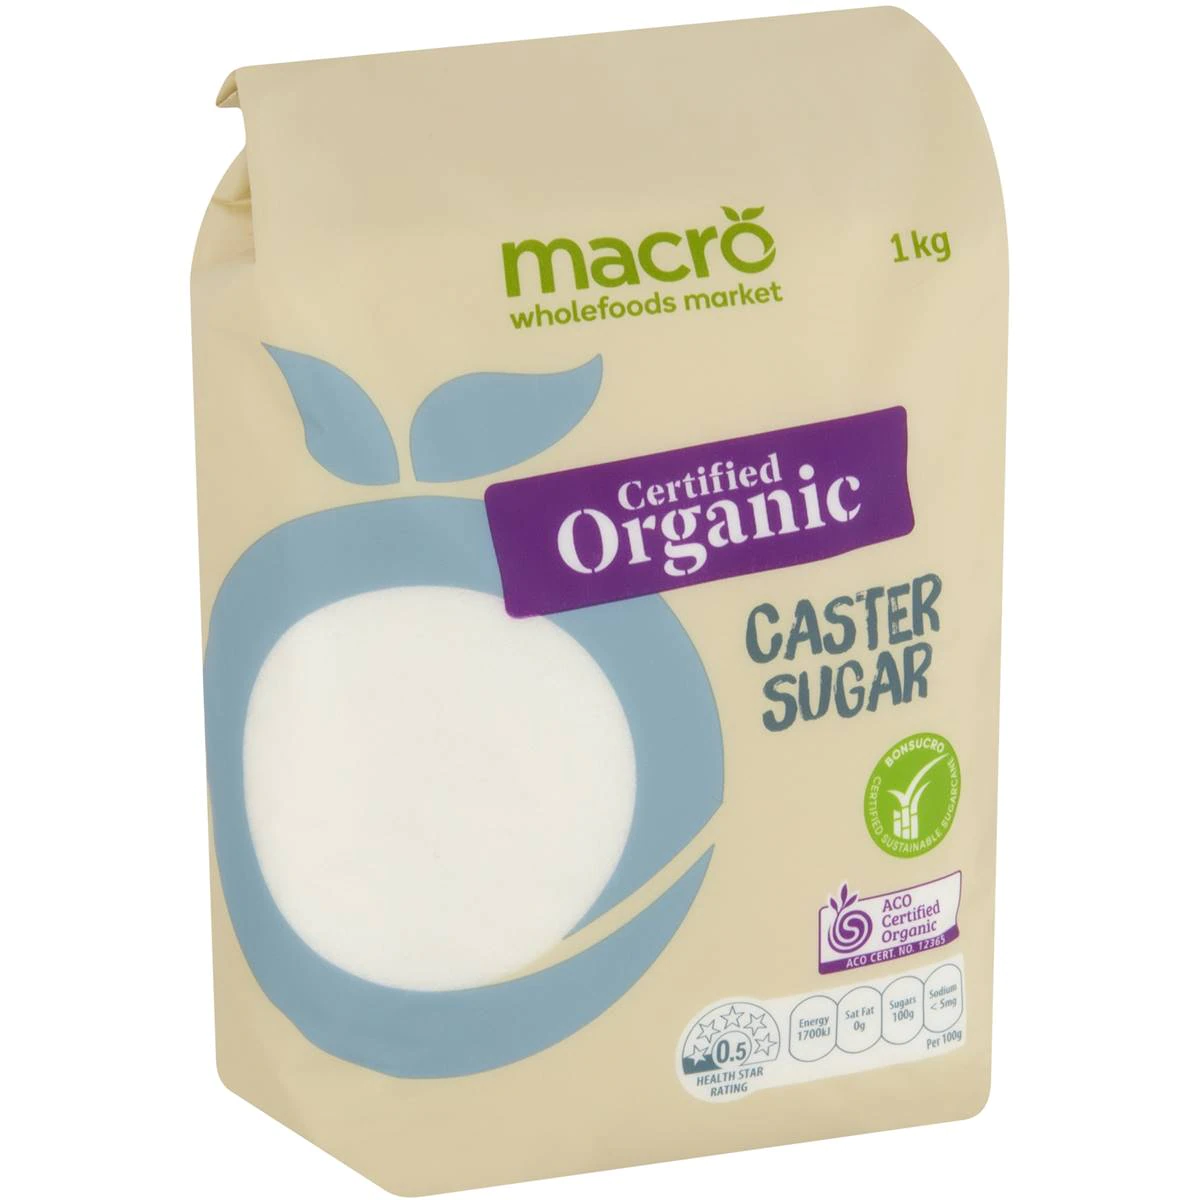 macro
wholefoods market
1kg
Certified
Organic
CASTER
SUGAR
BONSUCRO
CERTIFIED SUSTAINABLE SUGARCANE
ACO
Certified
Organic
ACO CERT. NO. 12365
0.5
HEALTH STAR
RATING
Energy
1700kJ
Sat Fat
0g
Sugars
100g
Sodium
<5mg
Per 100g